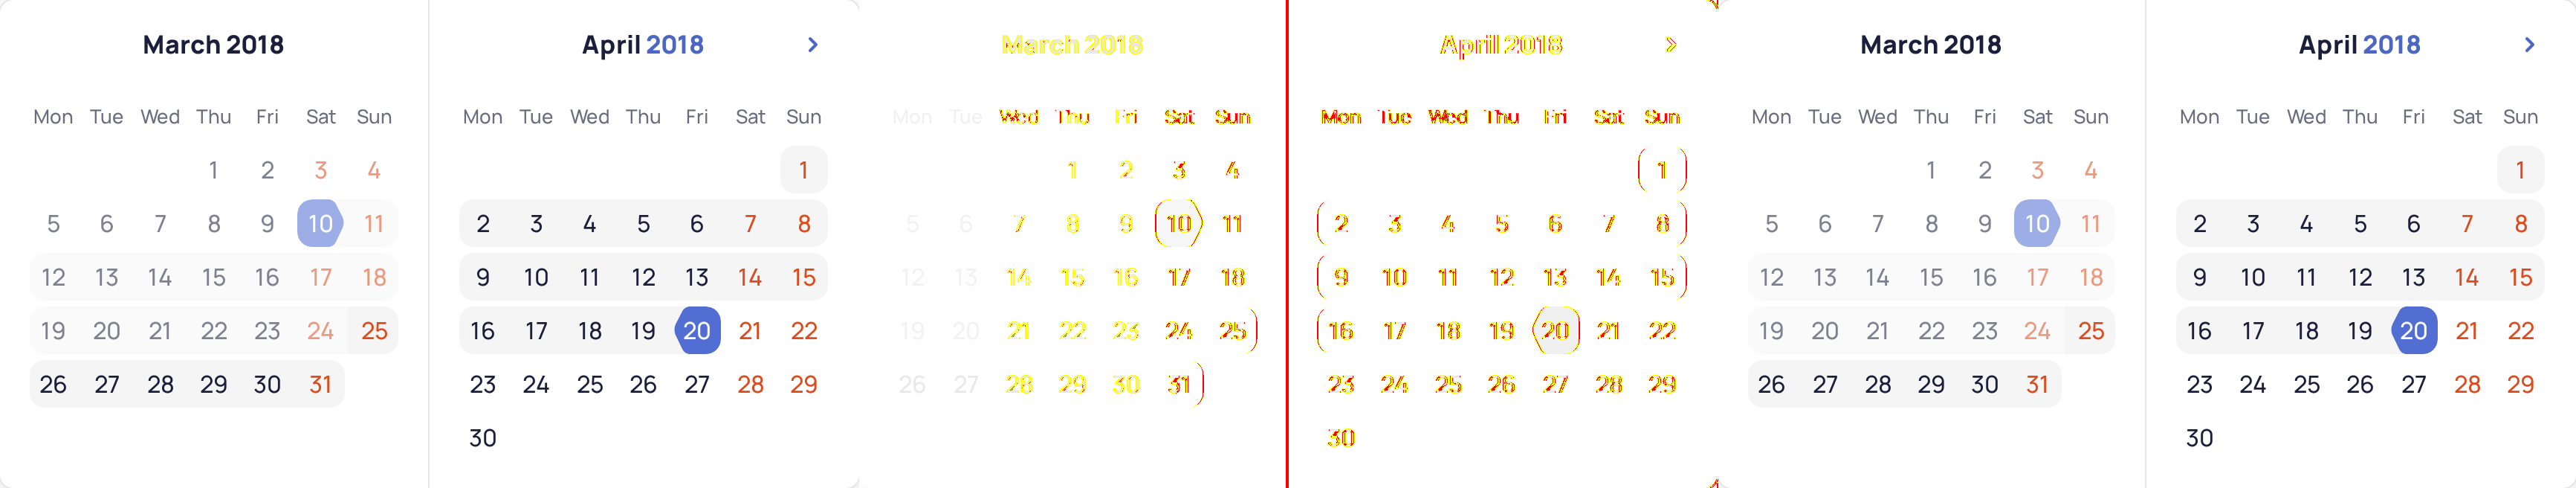 March 2018
Mon Tue Wed Thu Fri Sat Sun
1 2 3 4
5 6 7 8 9 10 11
12 13 14 15 16 17 18
19 20 21 22 23 24 25
26 27 28 29 30 31
April 2018
Mon Tue Wed Thu Fri Sat Sun
1
2 3 4 5 6 7 8
9 10 11 12 13 14 15
16 17 18 19 20 21 22
23 24 25 26 27 28 29
30
March 2018
Mon Tue Wed Thu Fri Sat Sun
1 2 3 4
5 6 7 8 9 10 11
12 13 14 15 16 17 18
19 20 21 22 23 24 25
26 27 28 29 30 31
April 2018
Mon Tue Wed Thu Fri Sat Sun
1
2 3 4 5 6 7 8
9 10 11 12 13 14 15
16 17 18 19 20 21 22
23 24 25 26 27 28 29
30
March 2018
Mon Tue Wed Thu Fri Sat Sun
1 2 3 4
5 6 7 8 9 10 11
12 13 14 15 16 17 18
19 20 21 22 23 24 25
26 27 28 29 30 31
April 2018
Mon Tue Wed Thu Fri Sat Sun
1
2 3 4 5 6 7 8
9 10 11 12 13 14 15
16 17 18 19 20 21 22
23 24 25 26 27 28 29
30